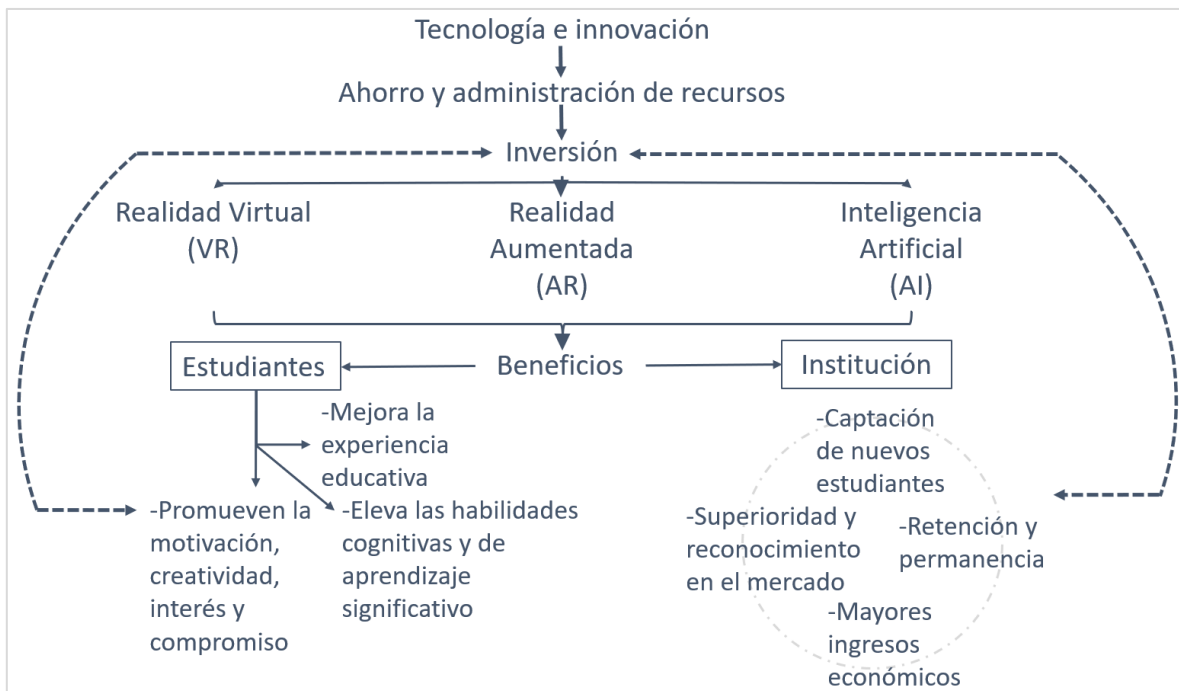 Tecnología e innovación
Ahorro y administración de recursos
Inversión
Realidad Virtual
(VR)
Realidad
Aumentada
(AR)
Inteligencia
Artificial
(AI)
Estudiantes
Beneficios
Institución
-Mejora la
experiencia
educativa
-Promueven la
motivación,
creatividad,
interés y
compromiso
-Eleva las habilidades
cognitivas y de
aprendizaje
significativo
-Captación
de nuevos
estudiantes
-Superioridad y
reconocimiento
en el mercado
-Retención y
permanencia
-Mayores
ingresos
económicos